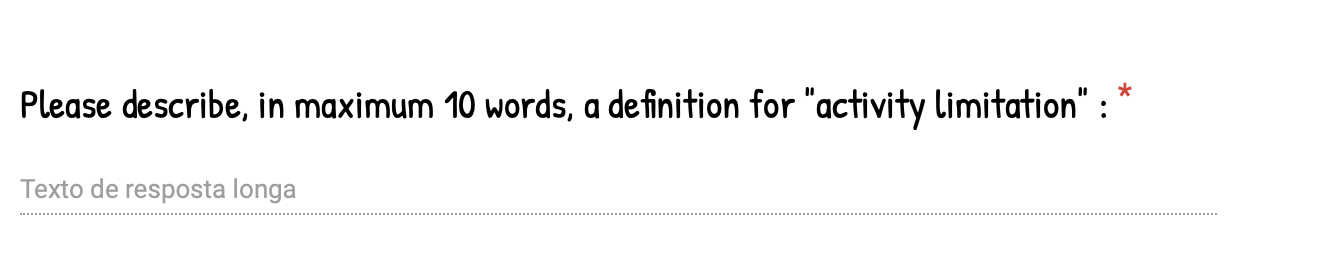 Please describe, in maximum 10 words, a definition for "activity limitation" : *
Texto de resposta longa